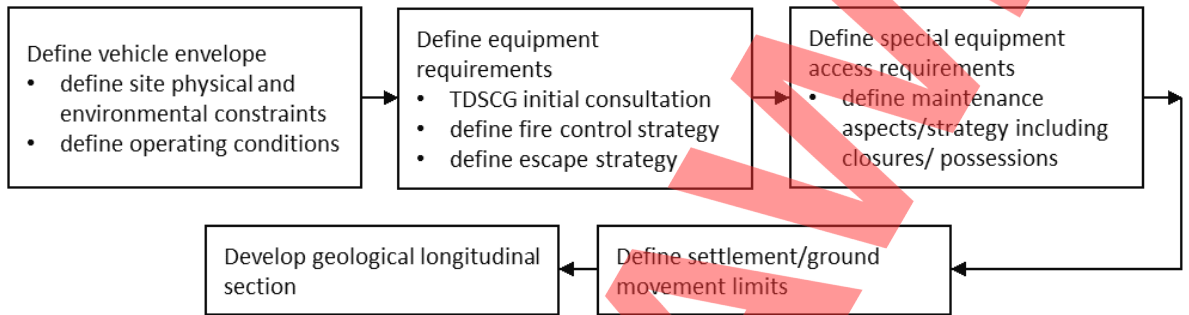 Define vehicle envelope
• define site physical and
environmental constraints
• define operating conditions
Define equipment
requirements
• TDSCG initial consultation
• define fire control strategy
• define escape strategy
Define special equipment
access requirements
• define maintenance
aspects/strategy including
closures/ possessions
Define settlement/ground
movement limits
Develop geological longitudinal
section